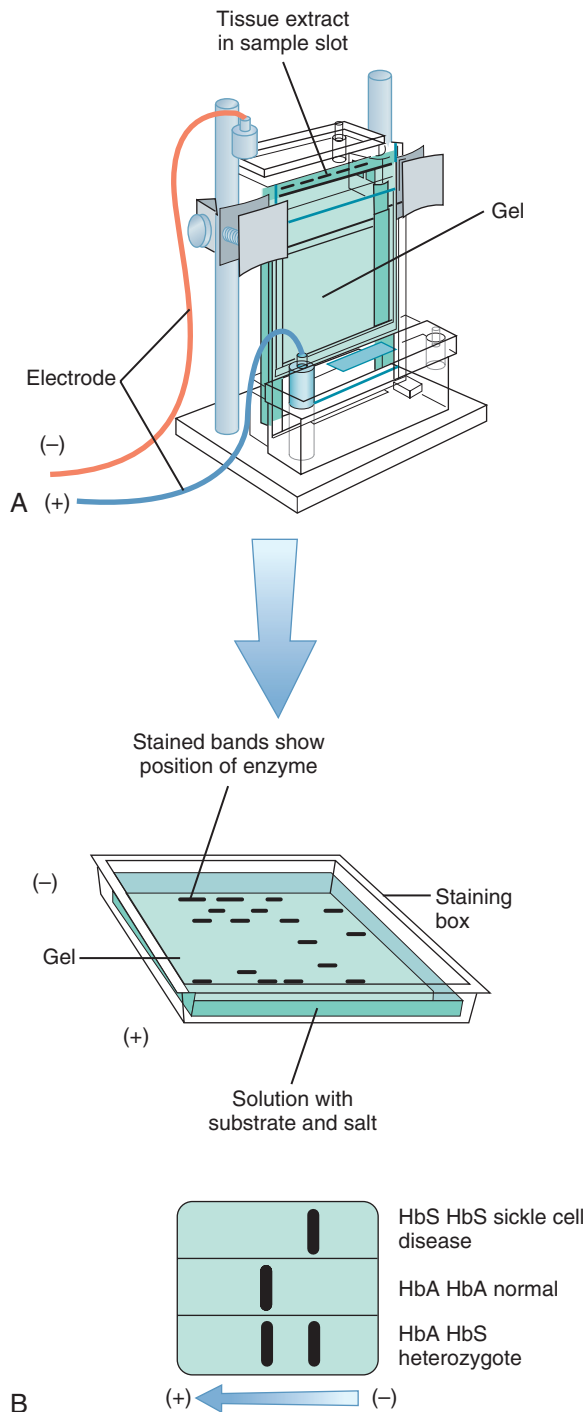 Tissue extract
in sample slot
Gel
Electrode
(–)
A
(+)
Stained bands show
position of enzyme
(–)
Staining
box
Gel
(+)
Solution with
substrate and salt
HbS HbS sickle cell
disease
HbA HbA normal
HbA HbS
heterozygote
B
(+)
(–)